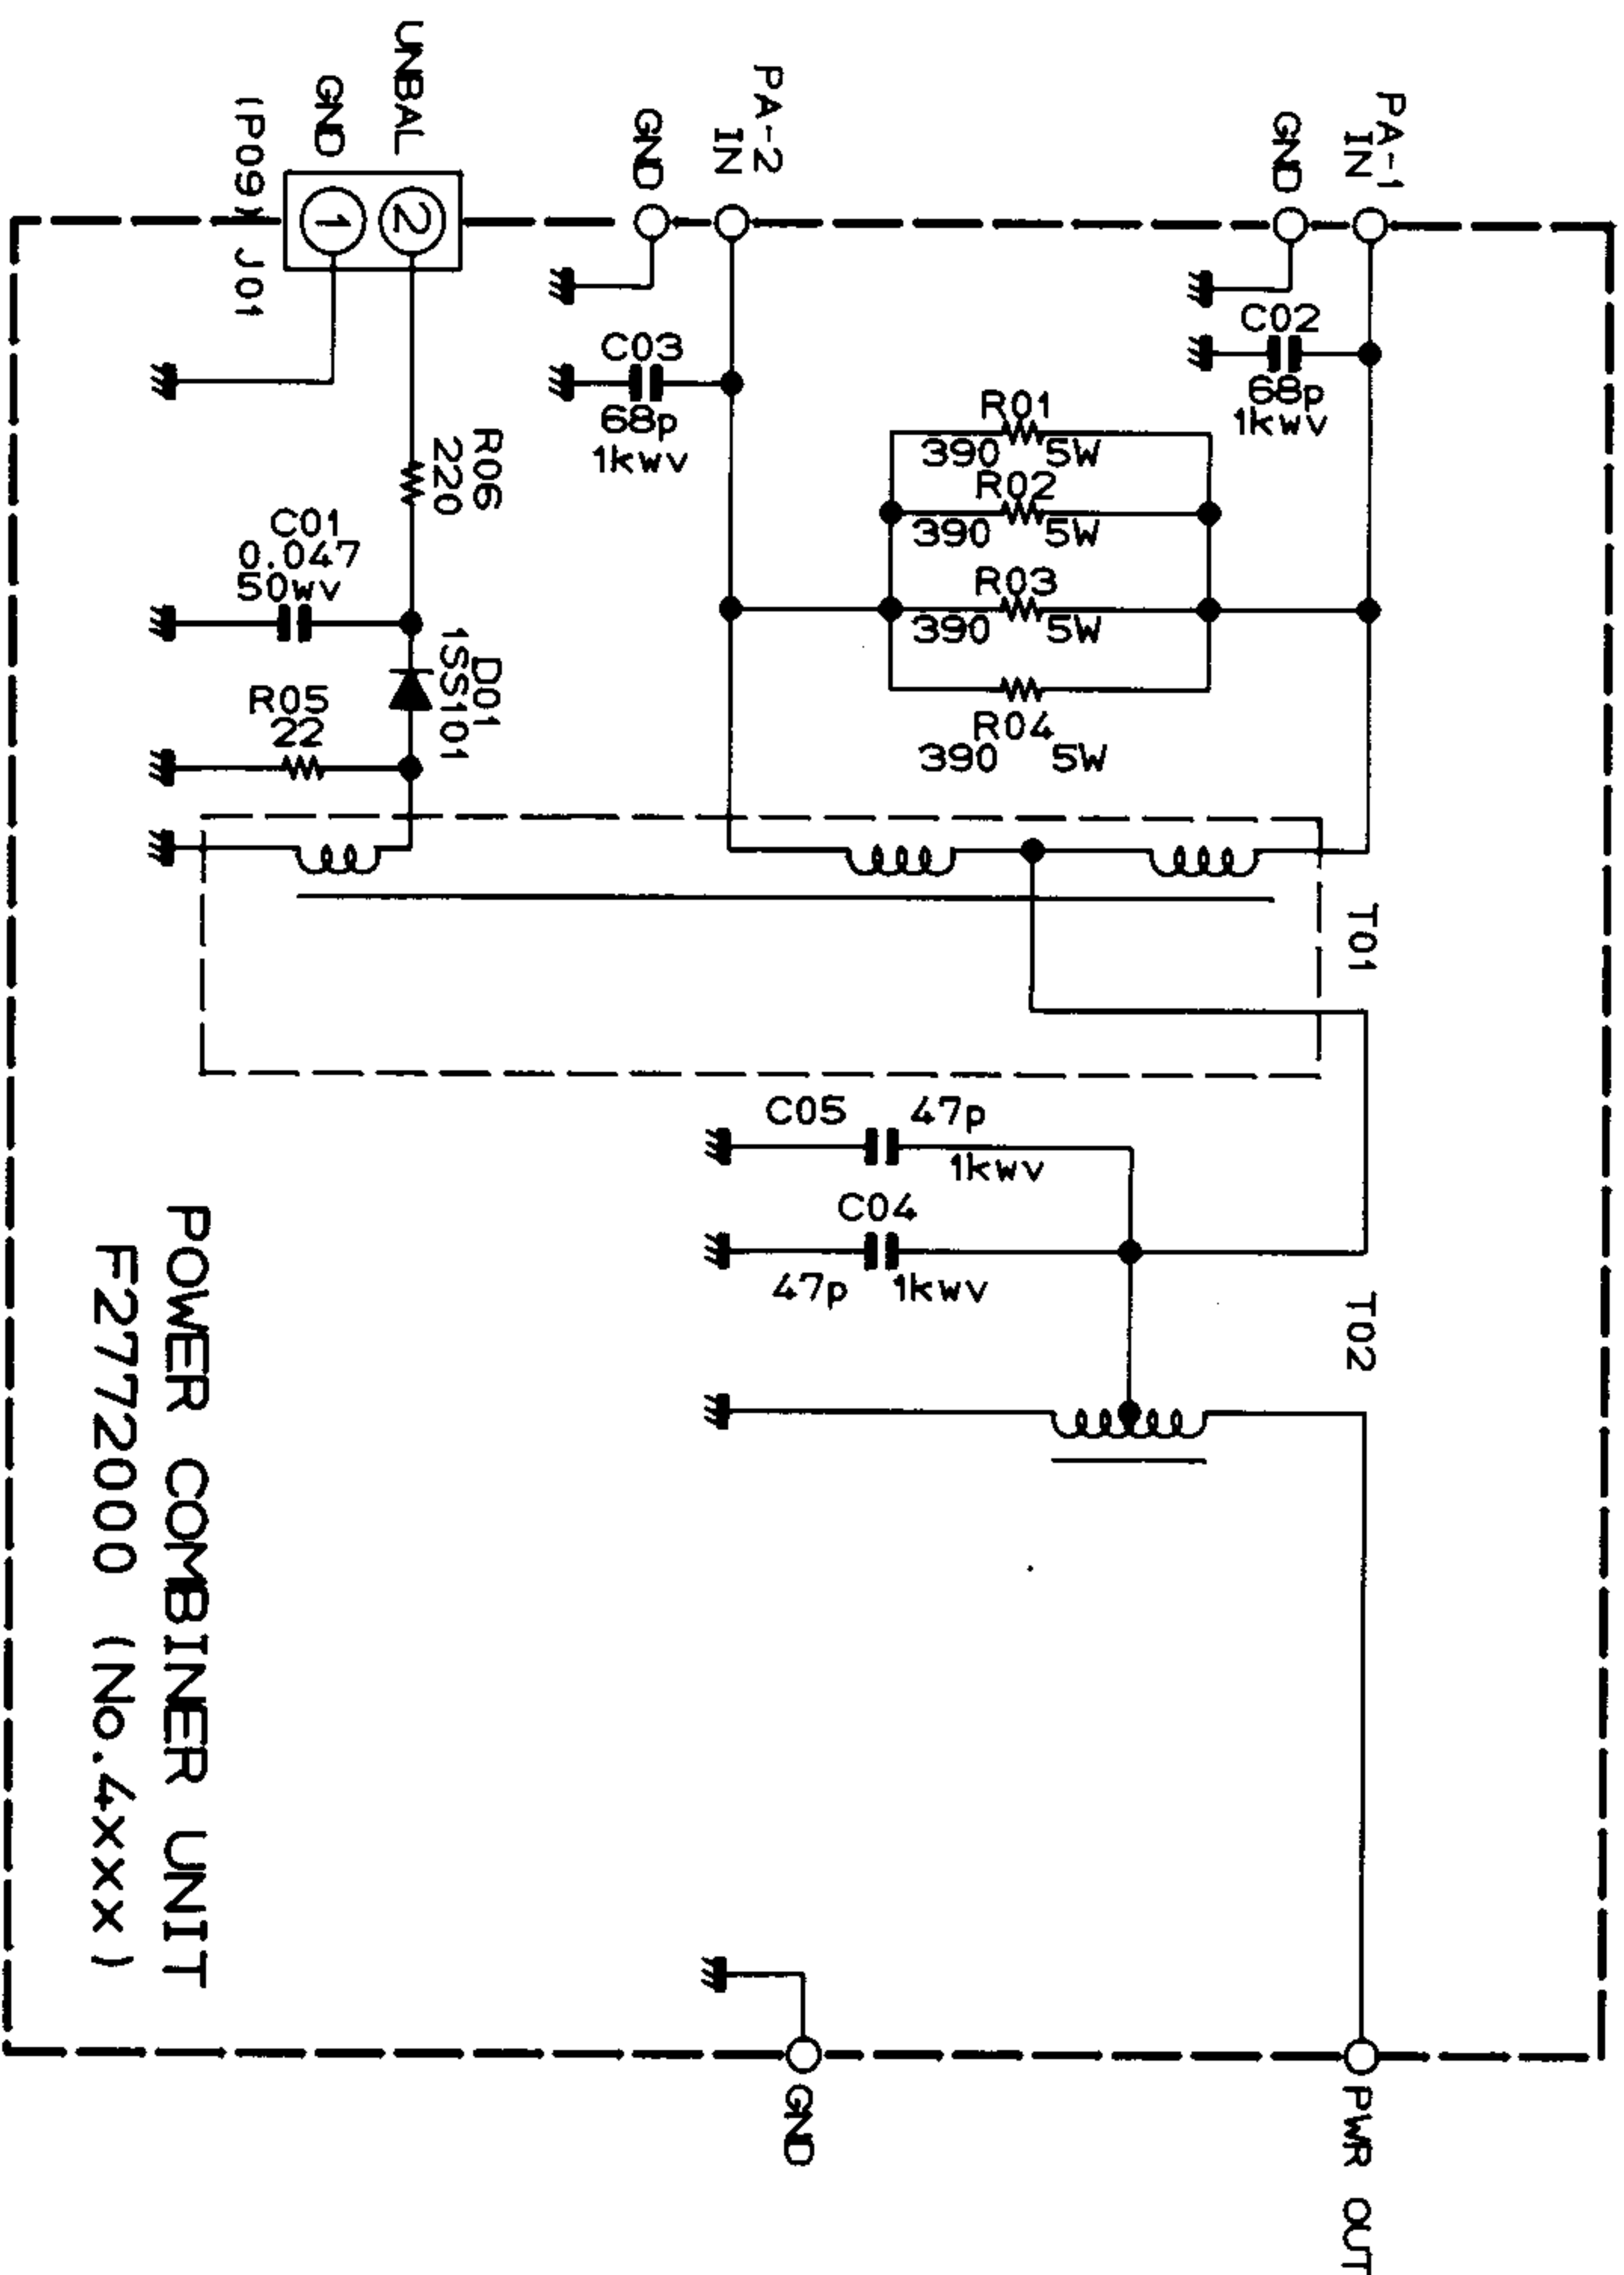 PA-1
IN
GND
C02
68p
1kwv
PA-2
IN
GND
C03
68p
1kwv
R01
390 5W
R02
390 5W
R03
390 5W
R04
390 5W
UNBAL
GND
2
1
(P09) J01
R06
220
C01
0.047
50wv
D01
1SS101
R05
22
T01
C05 47p
1kwv
C04
47p 1kwv
T02
POWER COMBINER UNIT
F2772000 (No.4xxx)
GND
PWR OUT